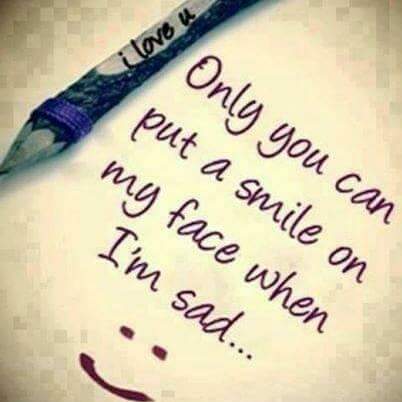 i love u
Only you can
put a smile on
my face when
I'm sad...